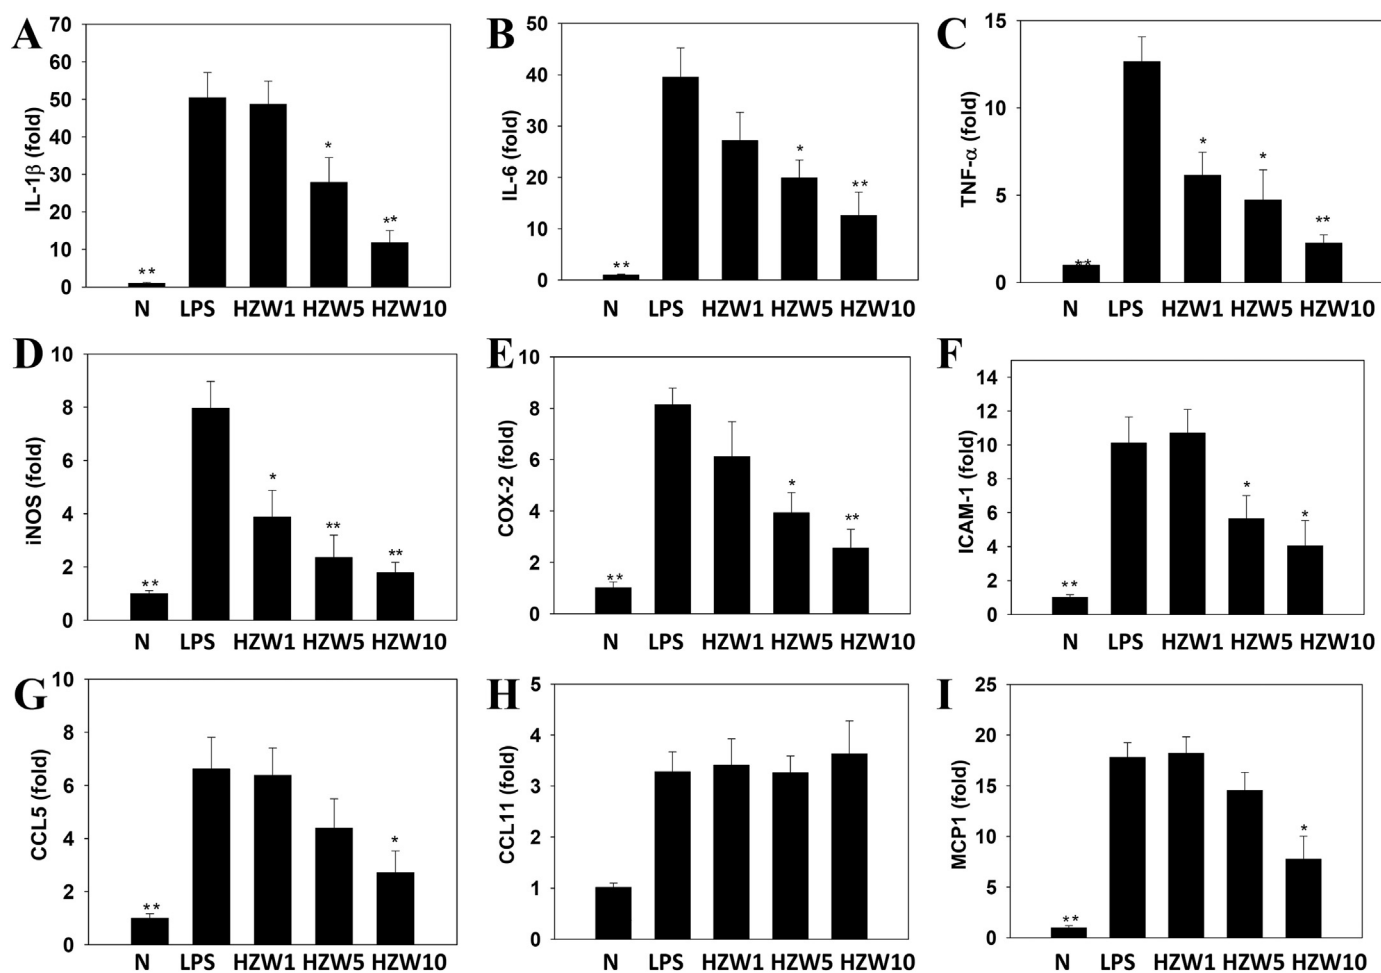 A
IL-1β (fold)
70
60
50
40
30
20
10
0
**
*
**
N LPS HZW1 HZW5 HZW10
B
IL-6 (fold)
50
40
30
20
10
0
**
*
**
N LPS HZW1 HZW5 HZW10
C
TNF-α (fold)
15
10
5
0
**
*
*
**
N LPS HZW1 HZW5 HZW10
D
iNOS (fold)
10
8
6
4
2
0
**
*
**
**
N LPS HZW1 HZW5 HZW10
E
COX-2 (fold)
10
8
6
4
2
0
**
*
**
N LPS HZW1 HZW5 HZW10
F
ICAM-1 (fold)
14
12
10
8
6
4
2
0
**
*
*
N LPS HZW1 HZW5 HZW10
G
CCL5 (fold)
10
8
6
4
2
0
**
*
N LPS HZW1 HZW5 HZW10
H
CCL11 (fold)
5
4
3
2
1
0
N LPS HZW1 HZW5 HZW10
I
MCP1 (fold)
25
20
15
10
5
0
**
*
N LPS HZW1 HZW5 HZW10